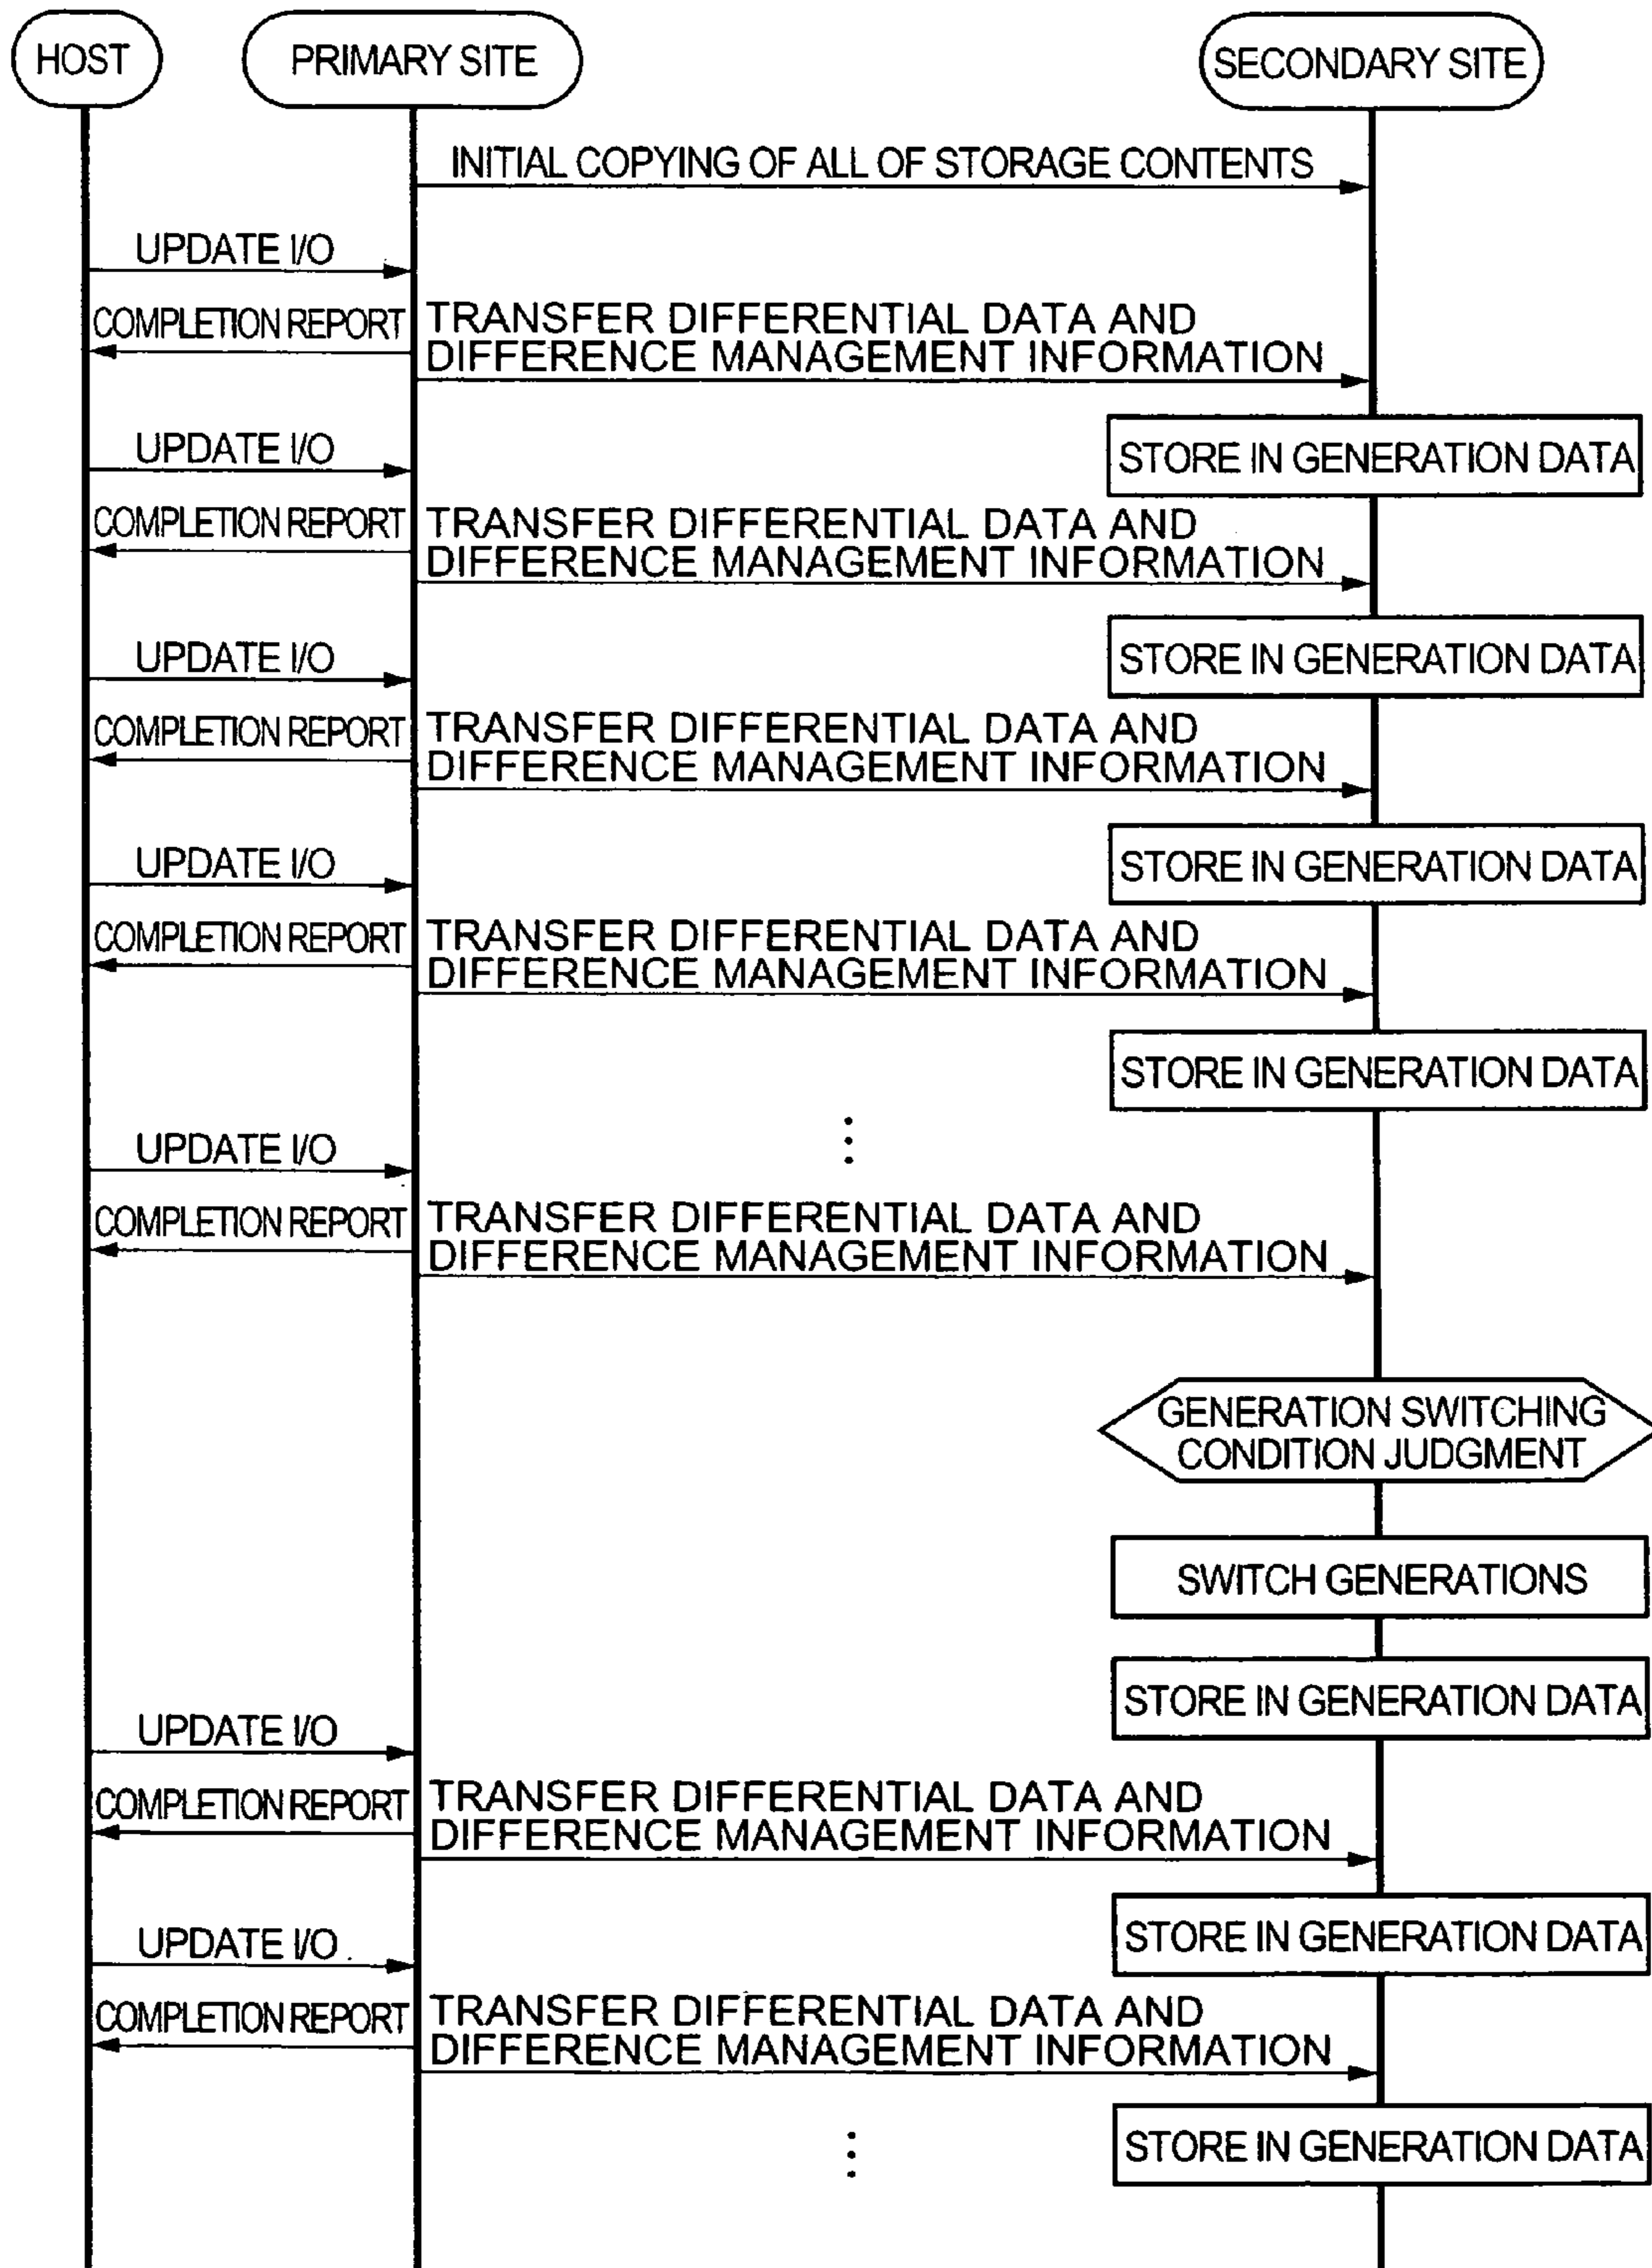 HOST
PRIMARY SITE
SECONDARY SITE
INITIAL COPYING OF ALL OF STORAGE CONTENTS
UPDATE I/O
COMPLETION REPORT
TRANSFER DIFFERENTIAL DATA AND
DIFFERENCE MANAGEMENT INFORMATION
UPDATE I/O
STORE IN GENERATION DATA
COMPLETION REPORT
TRANSFER DIFFERENTIAL DATA AND
DIFFERENCE MANAGEMENT INFORMATION
UPDATE I/O
STORE IN GENERATION DATA
COMPLETION REPORT
TRANSFER DIFFERENTIAL DATA AND
DIFFERENCE MANAGEMENT INFORMATION
UPDATE I/O
STORE IN GENERATION DATA
COMPLETION REPORT
TRANSFER DIFFERENTIAL DATA AND
DIFFERENCE MANAGEMENT INFORMATION
STORE IN GENERATION DATA
UPDATE I/O
COMPLETION REPORT
TRANSFER DIFFERENTIAL DATA AND
DIFFERENCE MANAGEMENT INFORMATION
GENERATION SWITCHING
CONDITION JUDGMENT
SWITCH GENERATIONS
STORE IN GENERATION DATA
UPDATE I/O
COMPLETION REPORT
TRANSFER DIFFERENTIAL DATA AND
DIFFERENCE MANAGEMENT INFORMATION
STORE IN GENERATION DATA
UPDATE I/O
COMPLETION REPORT
TRANSFER DIFFERENTIAL DATA AND
DIFFERENCE MANAGEMENT INFORMATION
STORE IN GENERATION DATA